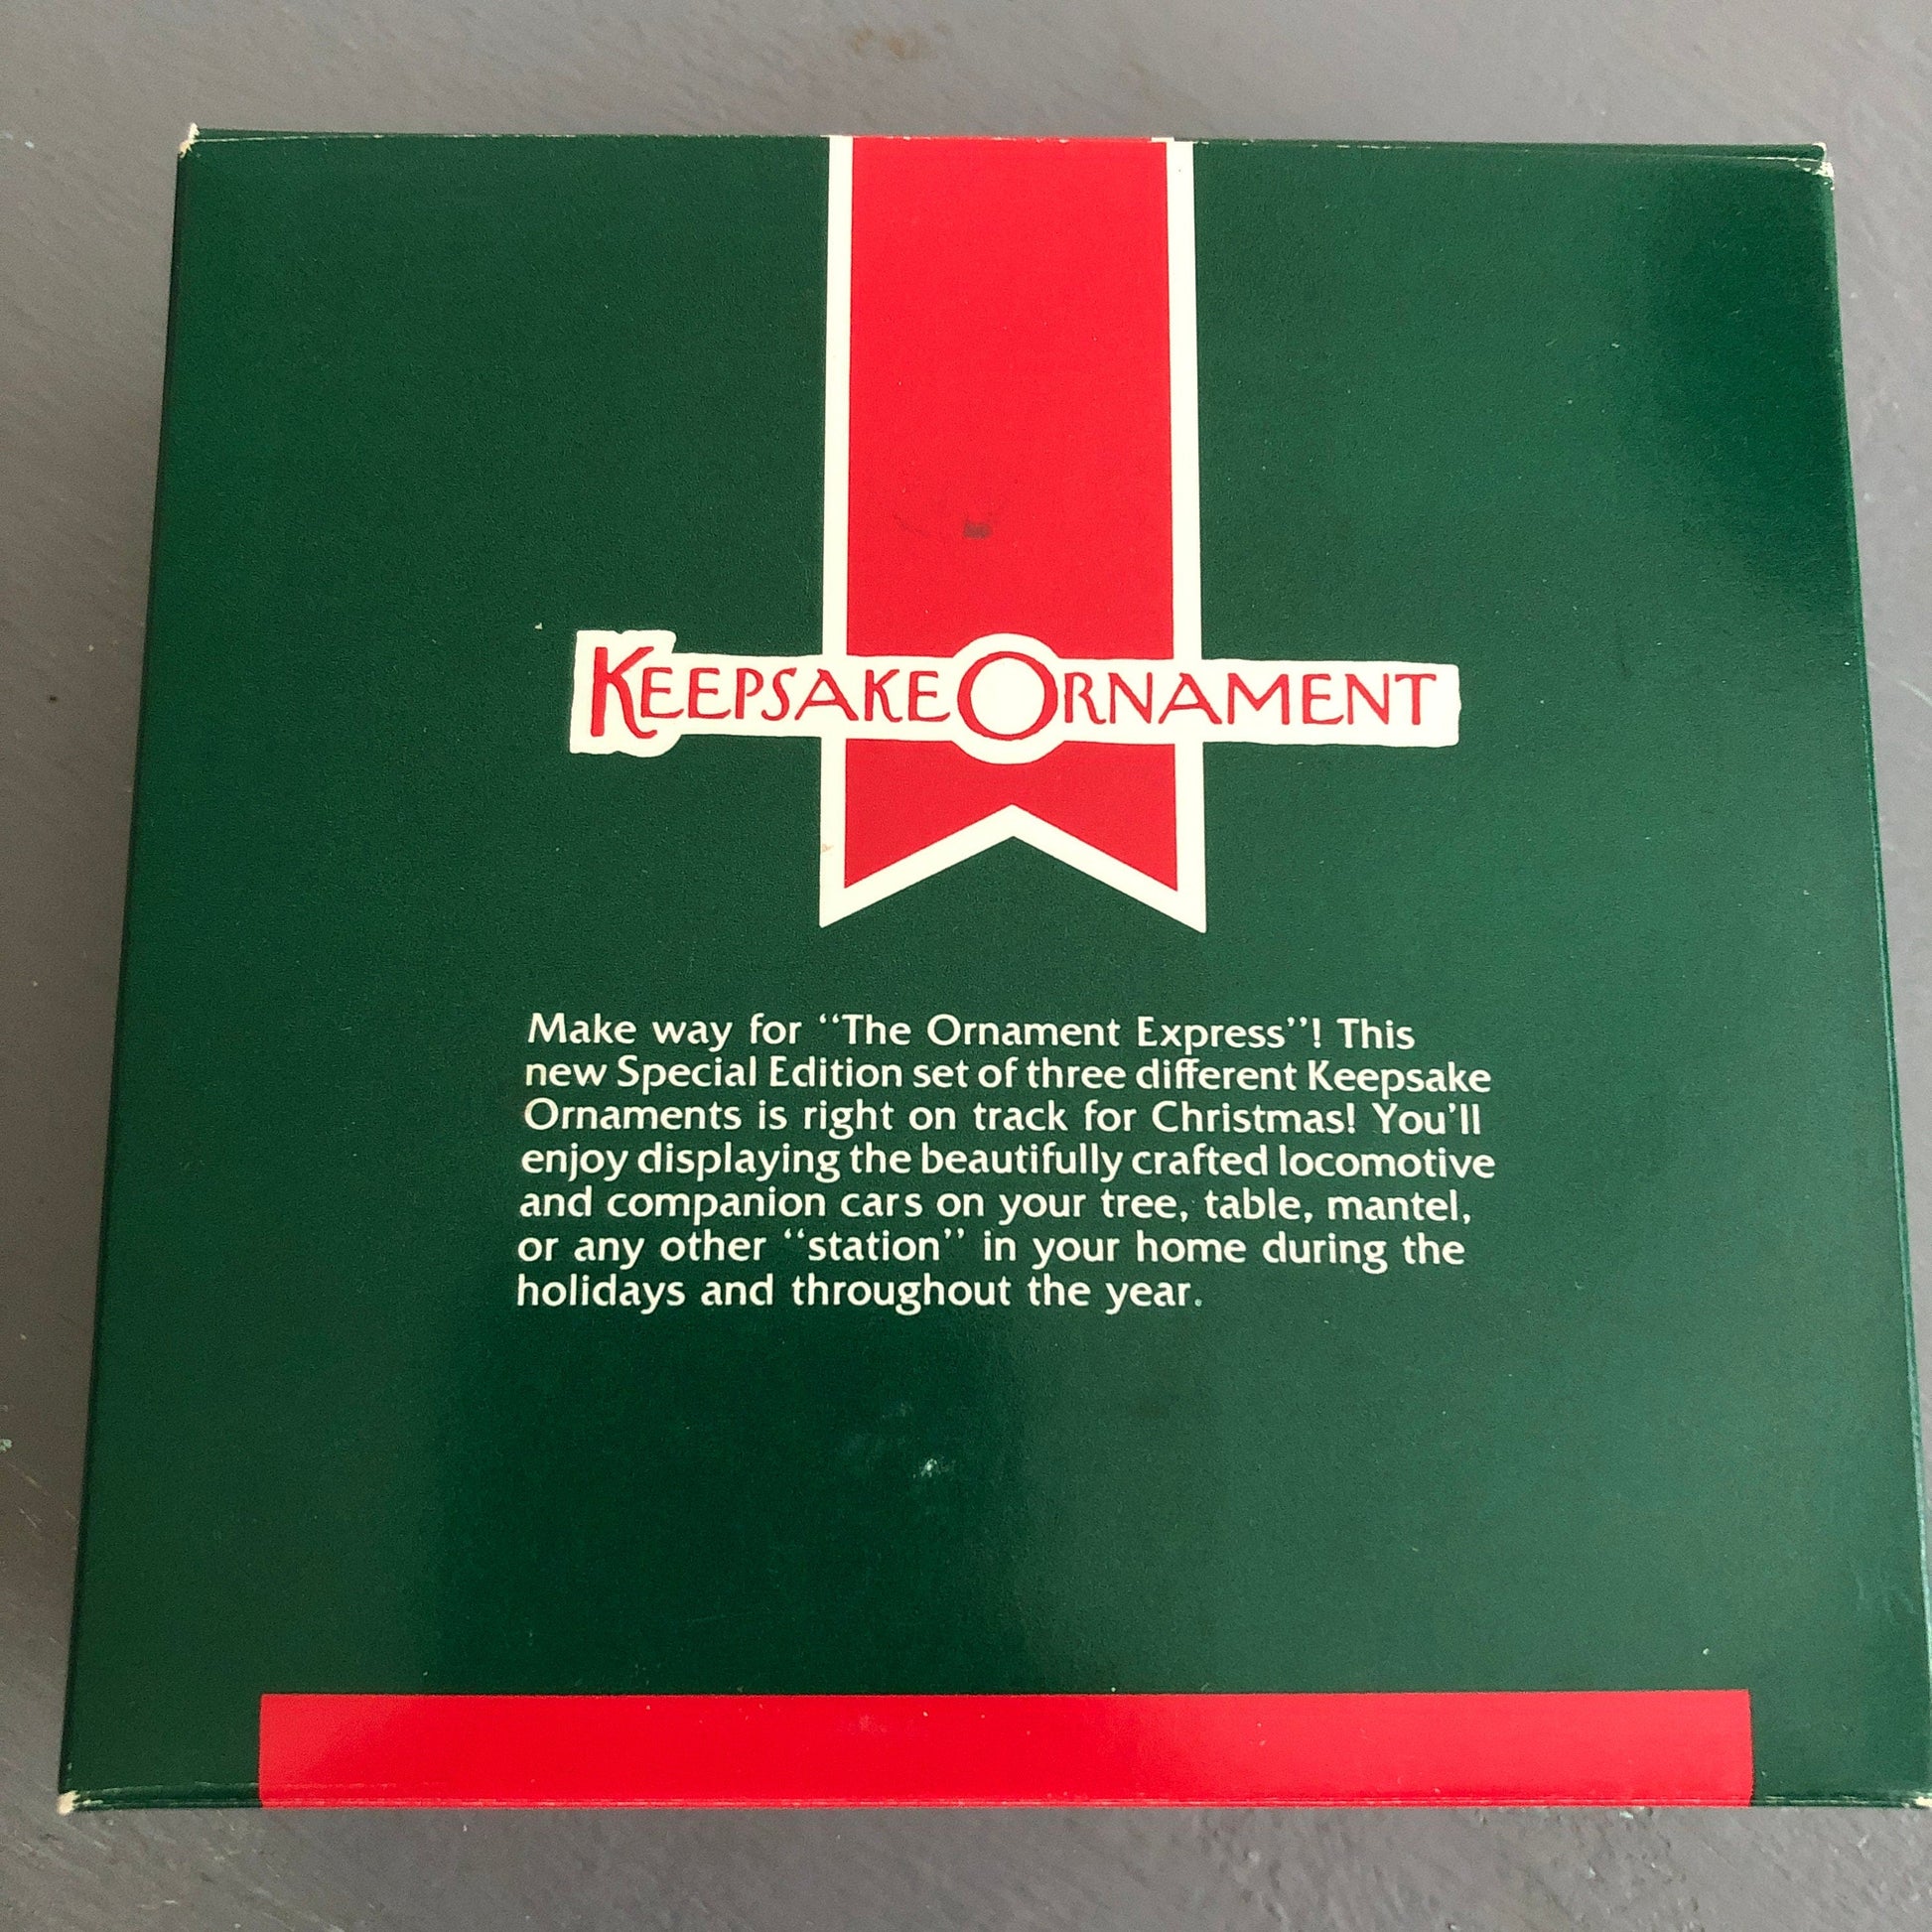 KEEPSAKE ORNAMENT
Make way for “The Ornament Express”! This
new Special Edition set of three different Keepsake
Ornaments is right on track for Christmas! You’ll
enjoy displaying the beautifully crafted locomotive
and companion cars on your tree, table, mantel,
or any other “station” in your home during the
holidays and throughout the year.